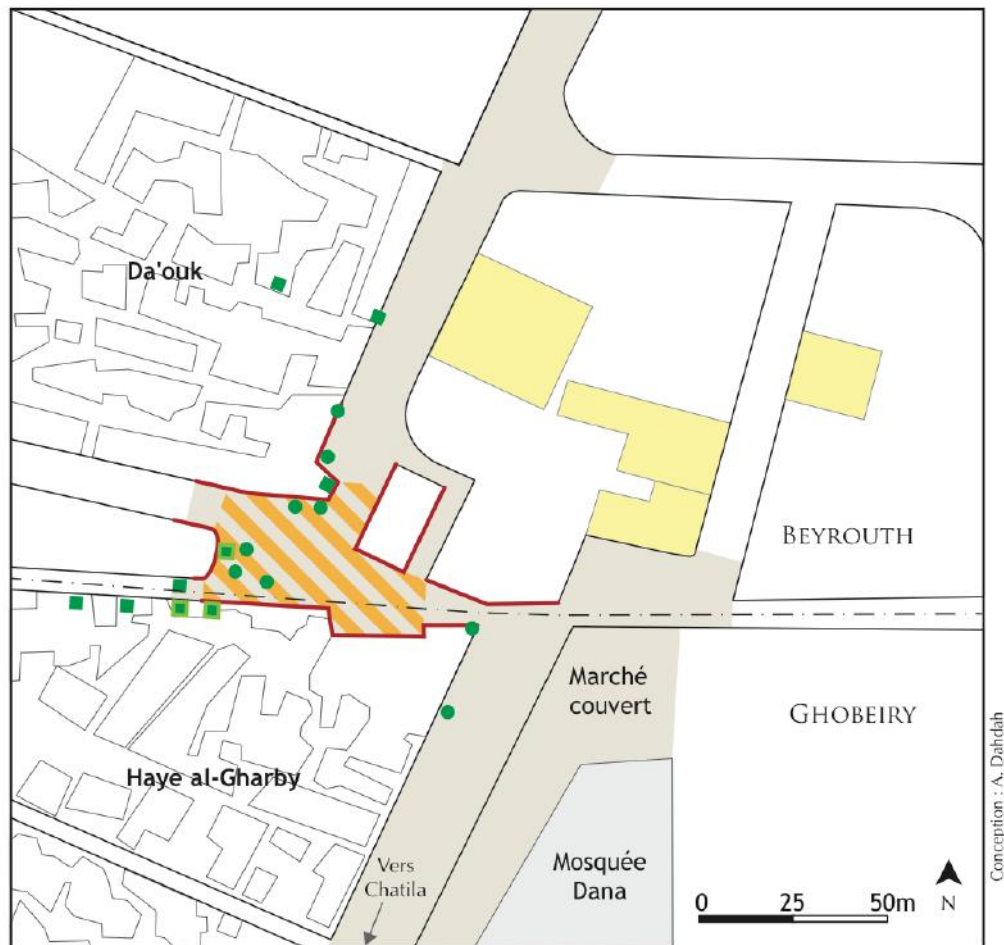 Da'ouk
BEYROUTH
Marché
couvert
GHOBEIRY
Haye al-Gharby
Vers
Chatila
Mosquée
Dana
N
0 25 50m
Conception : A. Dahdah